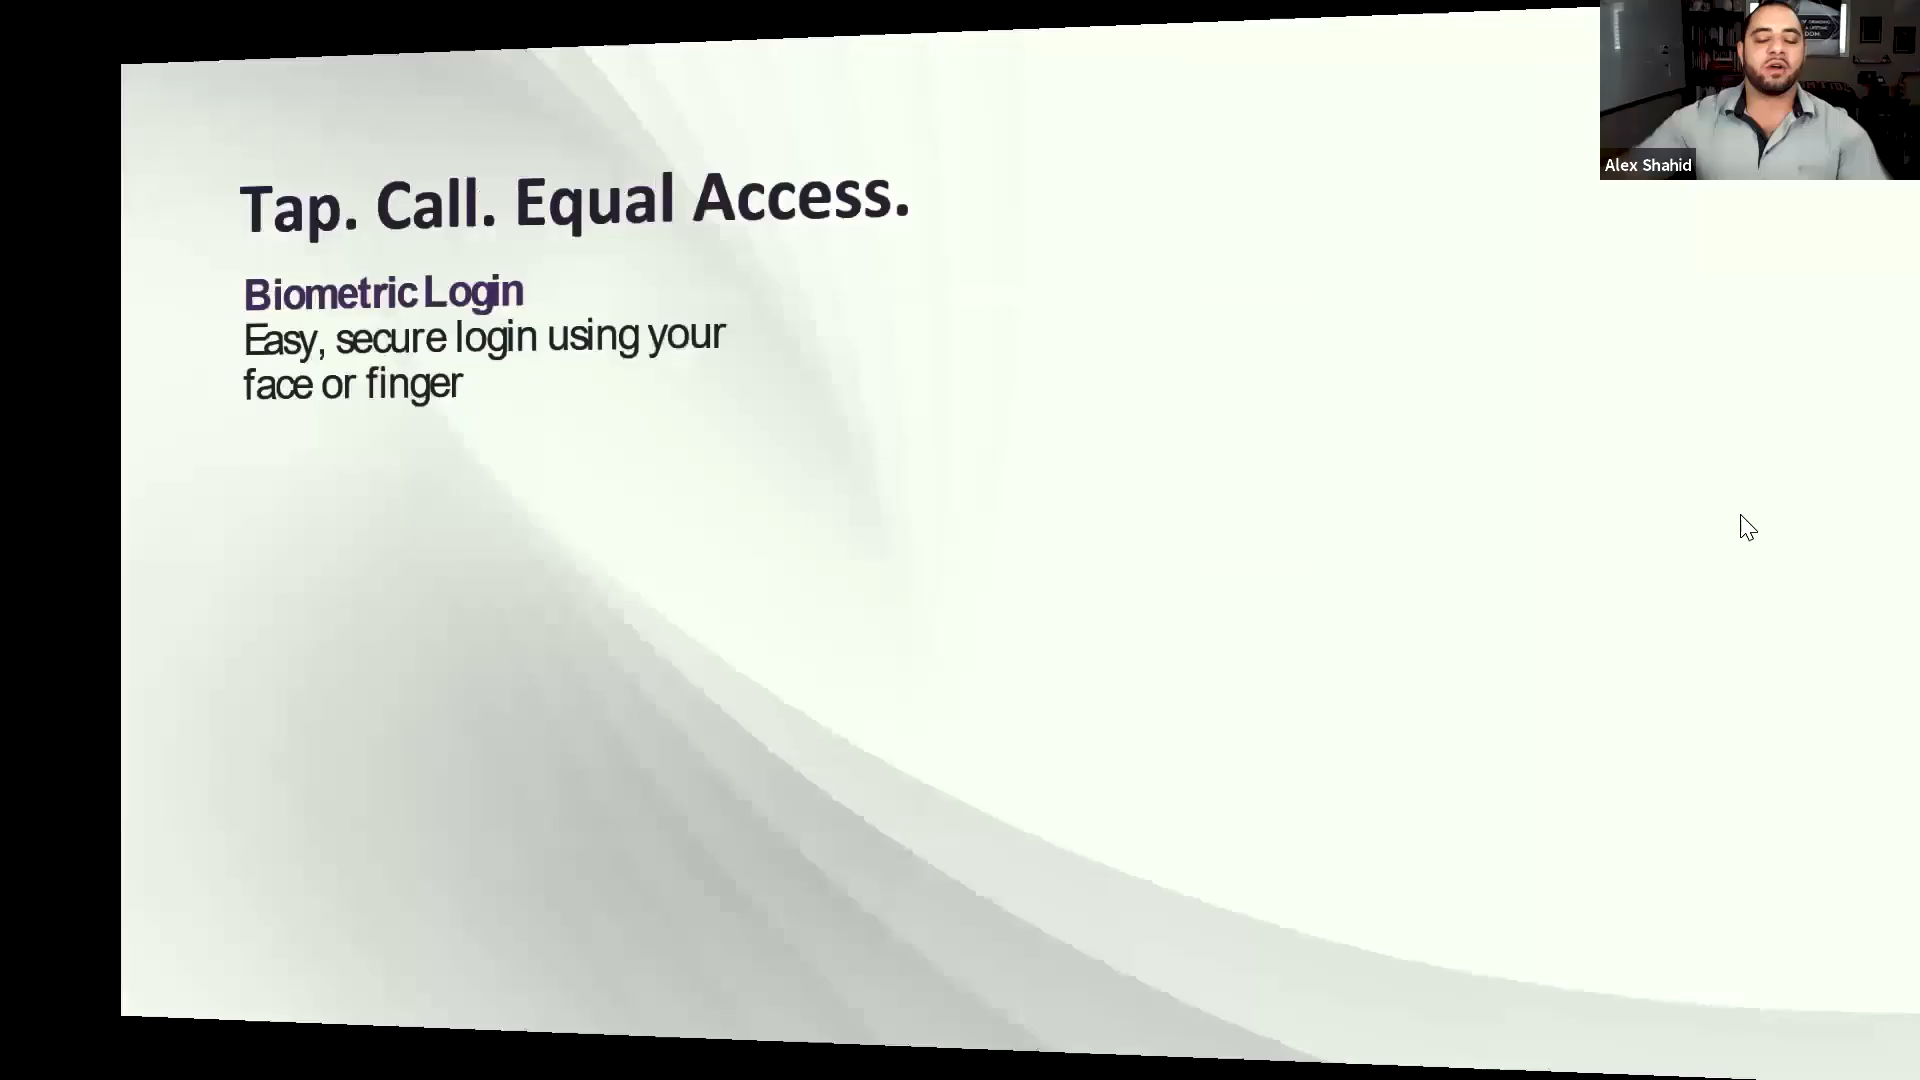 Tap. Call. Equal Access.
Biometric Login
Easy, secure login using your
face or finger
Alex Shahid